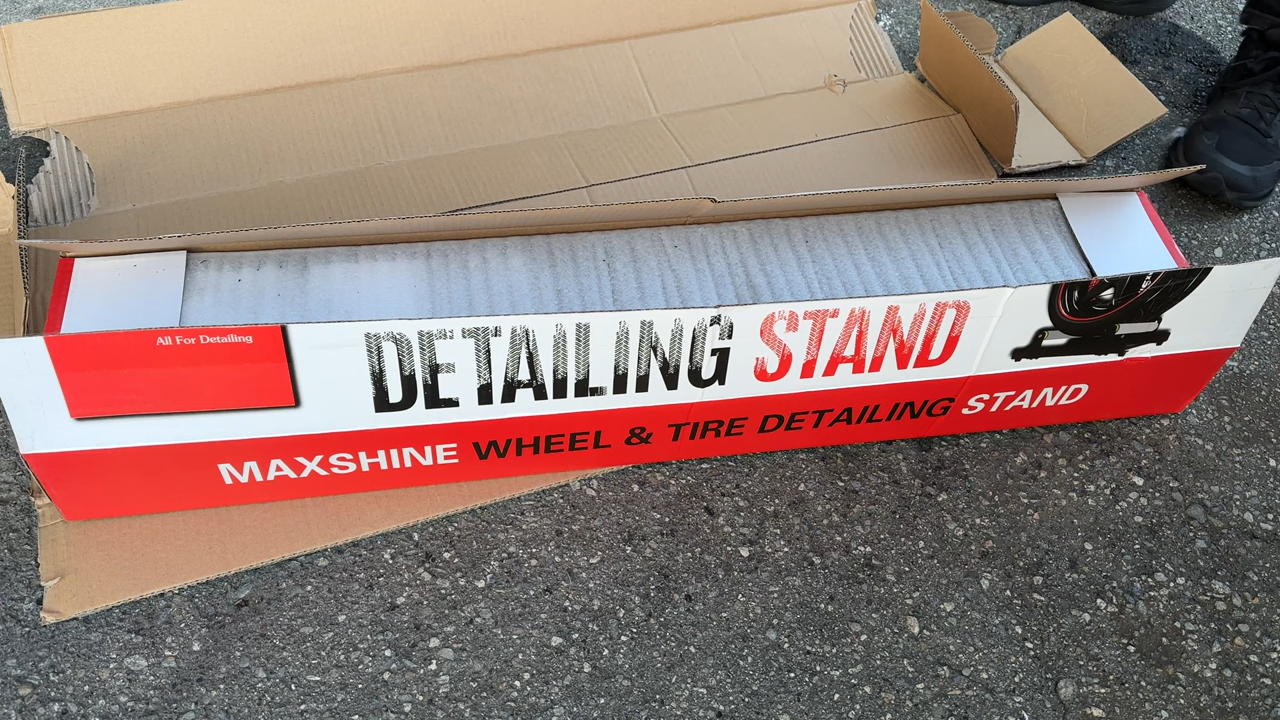 All For Detailing
DETAILING STAND
MAXSHINE WHEEL & TIRE DETAILING STAND